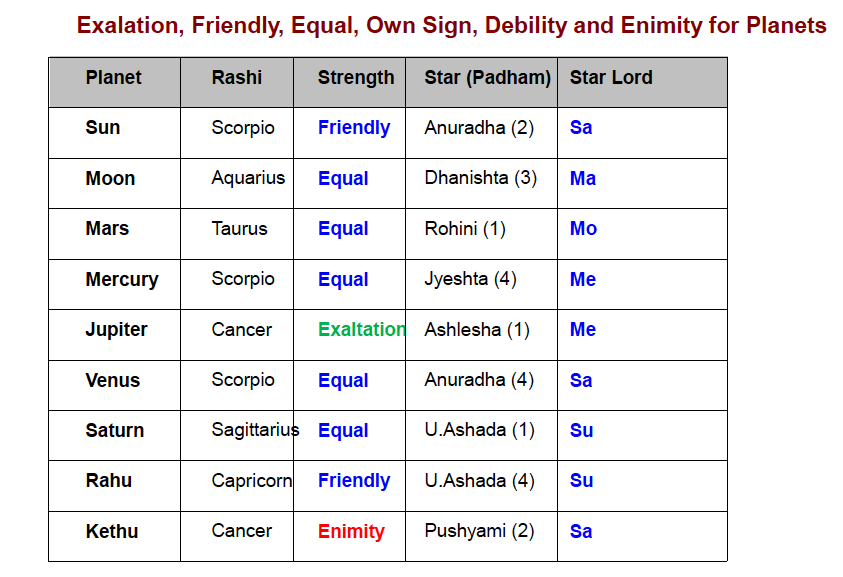 Exalation, Friendly, Equal, Own Sign, Debility and Enimity for Planets
Planet Rashi Strength Star (Padham) Star Lord
Sun Scorpio Friendly Anuradha (2) Sa
Moon Aquarius Equal Dhanishta (3) Ma
Mars Taurus Equal Rohini (1) Mo
Mercury Scorpio Equal Jyeshta (4) Me
Jupiter Cancer Exaltation Ashlesha (1) Me
Venus Scorpio Equal Anuradha (4) Sa
Saturn Sagittarius Equal U.Ashada (1) Su
Rahu Capricorn Friendly U.Ashada (4) Su
Kethu Cancer Enimity Pushyami (2) Sa